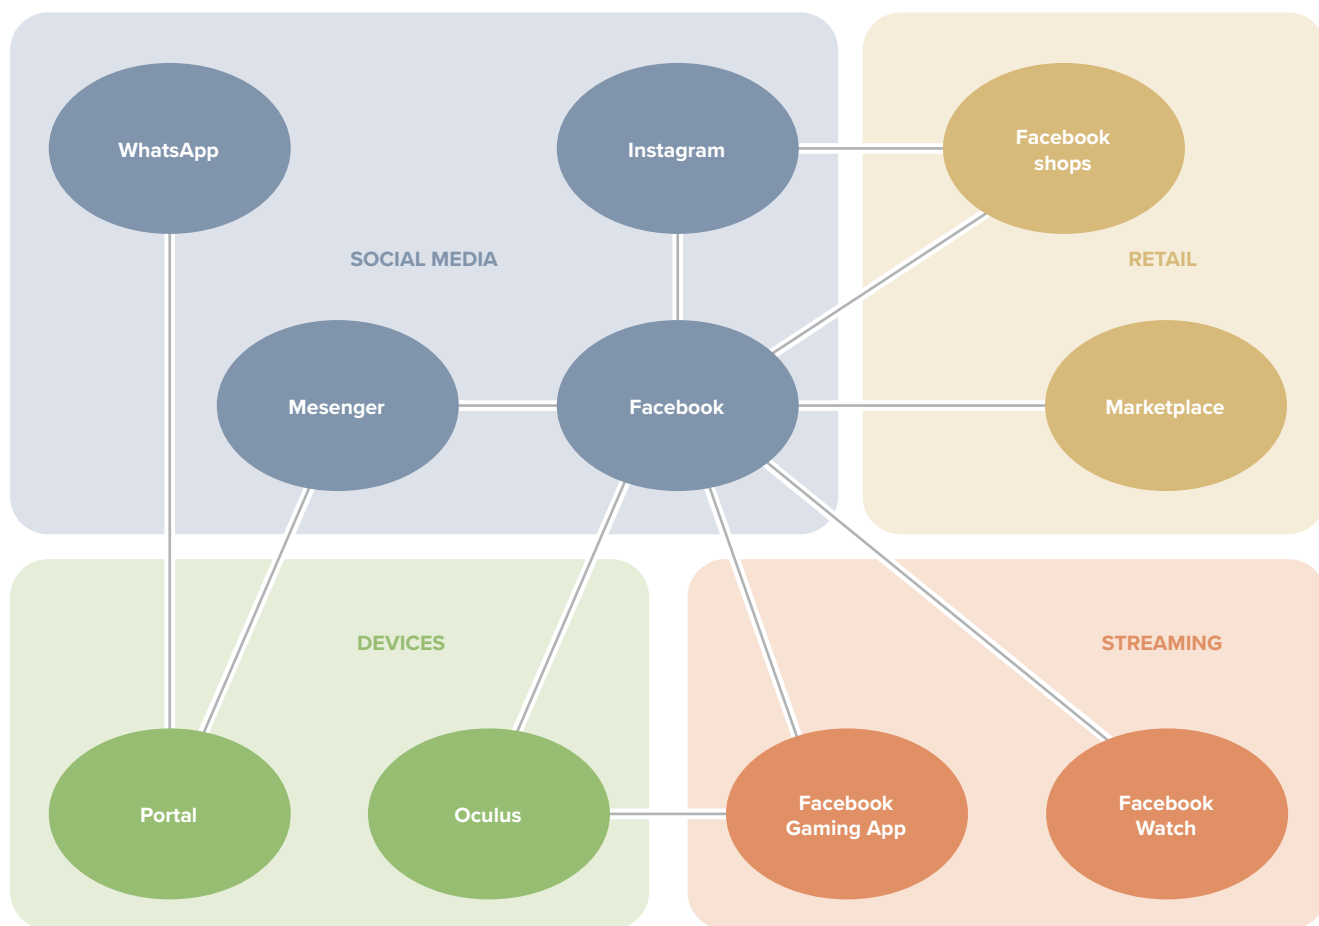 WhatsApp
Instagram
Facebook
shops
SOCIAL MEDIA
RETAIL
Mesenger
Facebook
Marketplace
DEVICES
STREAMING
Portal
Oculus
Facebook
Gaming App
Facebook
Watch